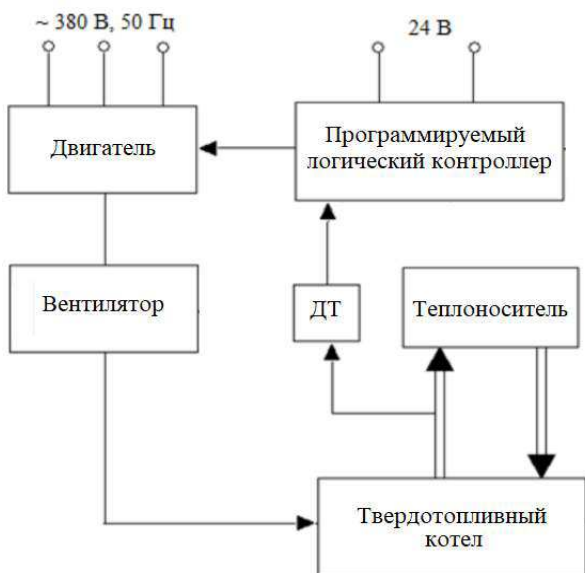 ~ 380 В, 50 Гц
24 В
Двигатель
Программируемый
логический контроллер
Вентилятор
ДТ
Теплоноситель
Твердотопливный
котел